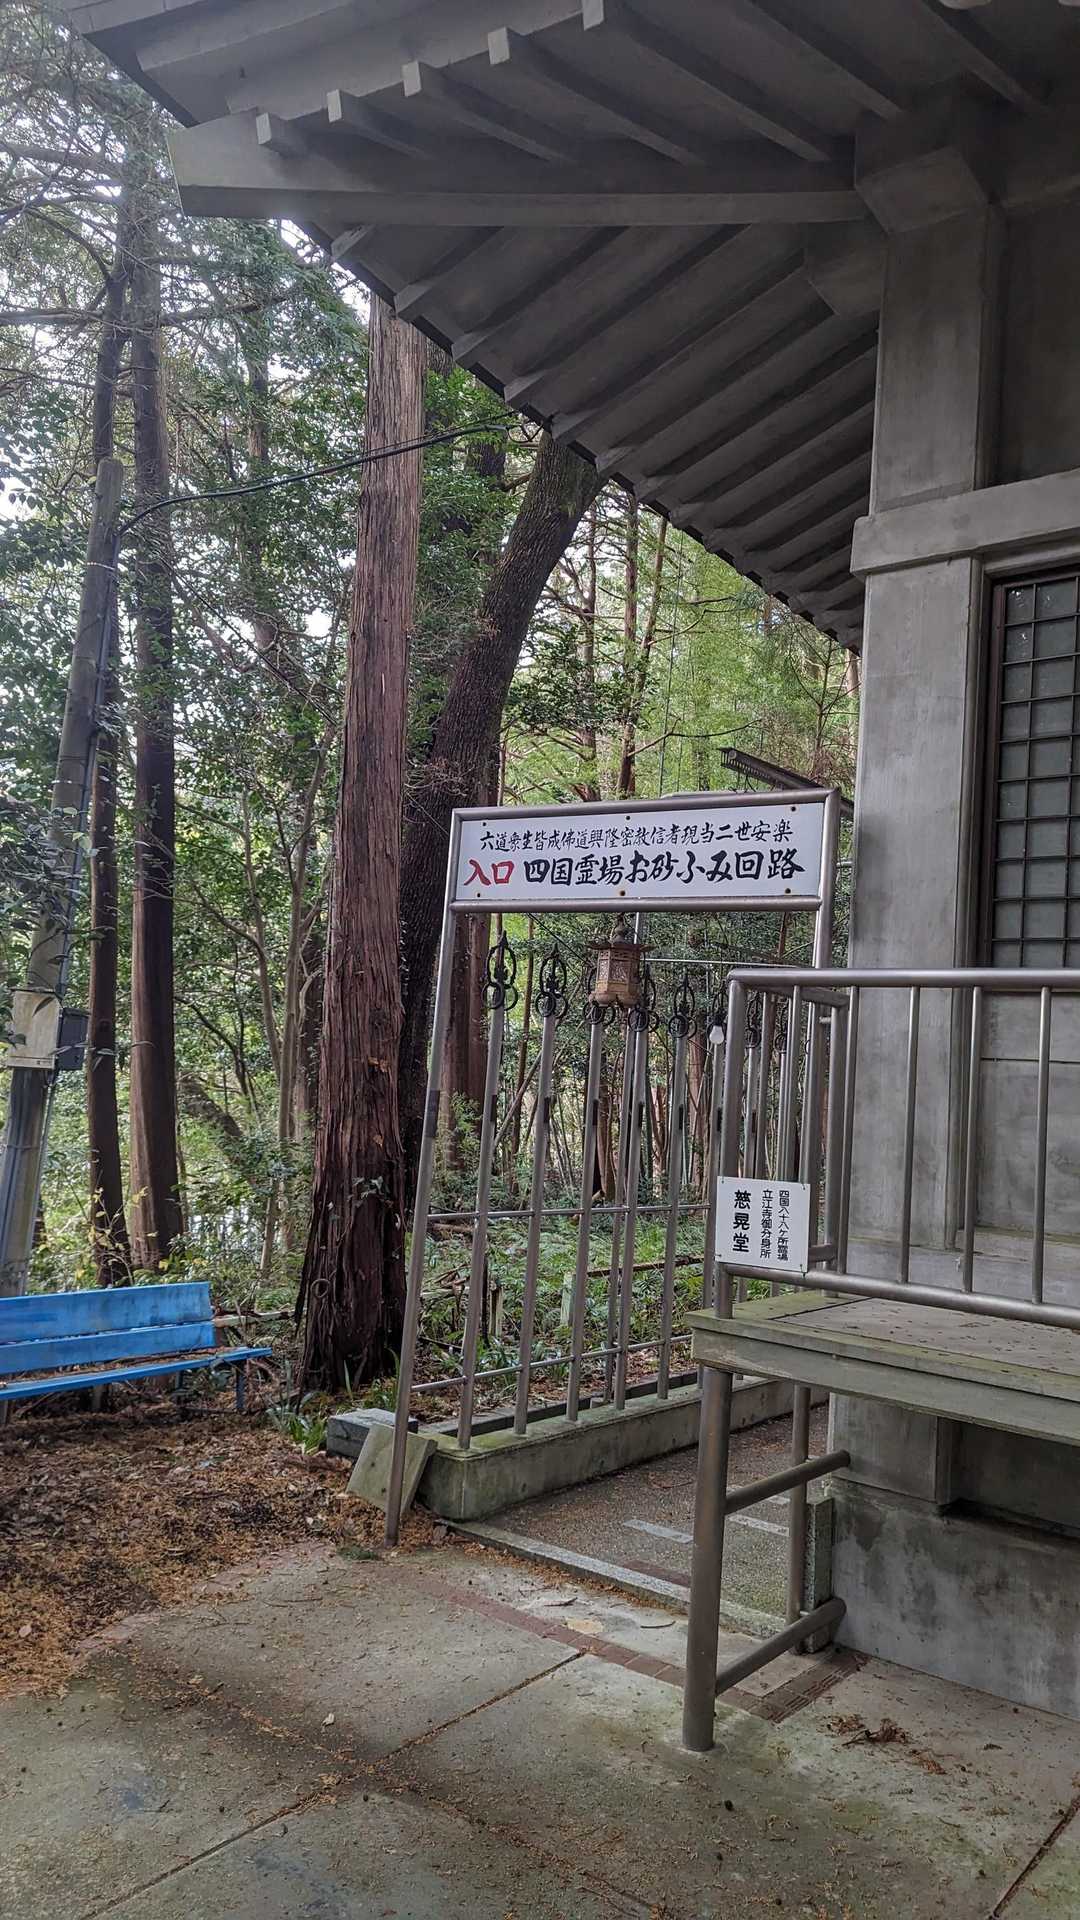 六道衆生皆成佛道興隆密教信者現当二世安楽
入口 四国霊場お砂ふみ回路
四国八十八ヶ所霊場
立江寺御分身所
慈晃堂